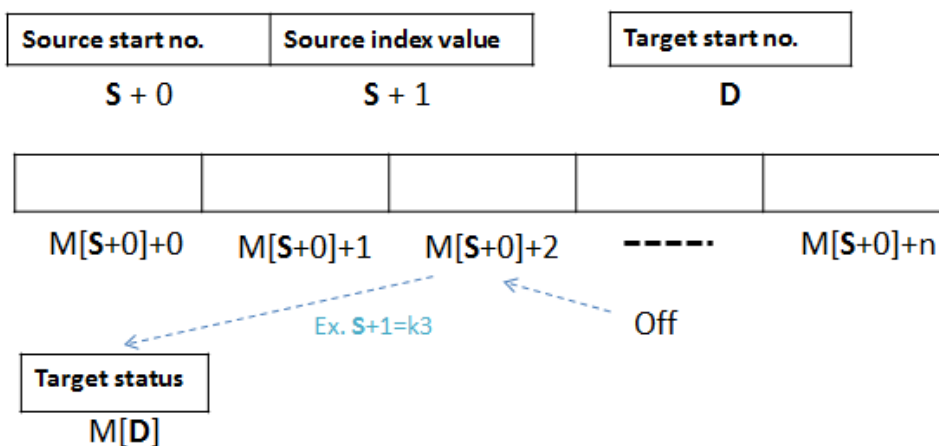 Source start no. Source index value Target start no.
S + 0 S + 1 D
M[S+0]+0 M[S+0]+1 M[S+0]+2 ----- M[S+0]+n
Ex. S+1=k3 Off
Target status
M[D]